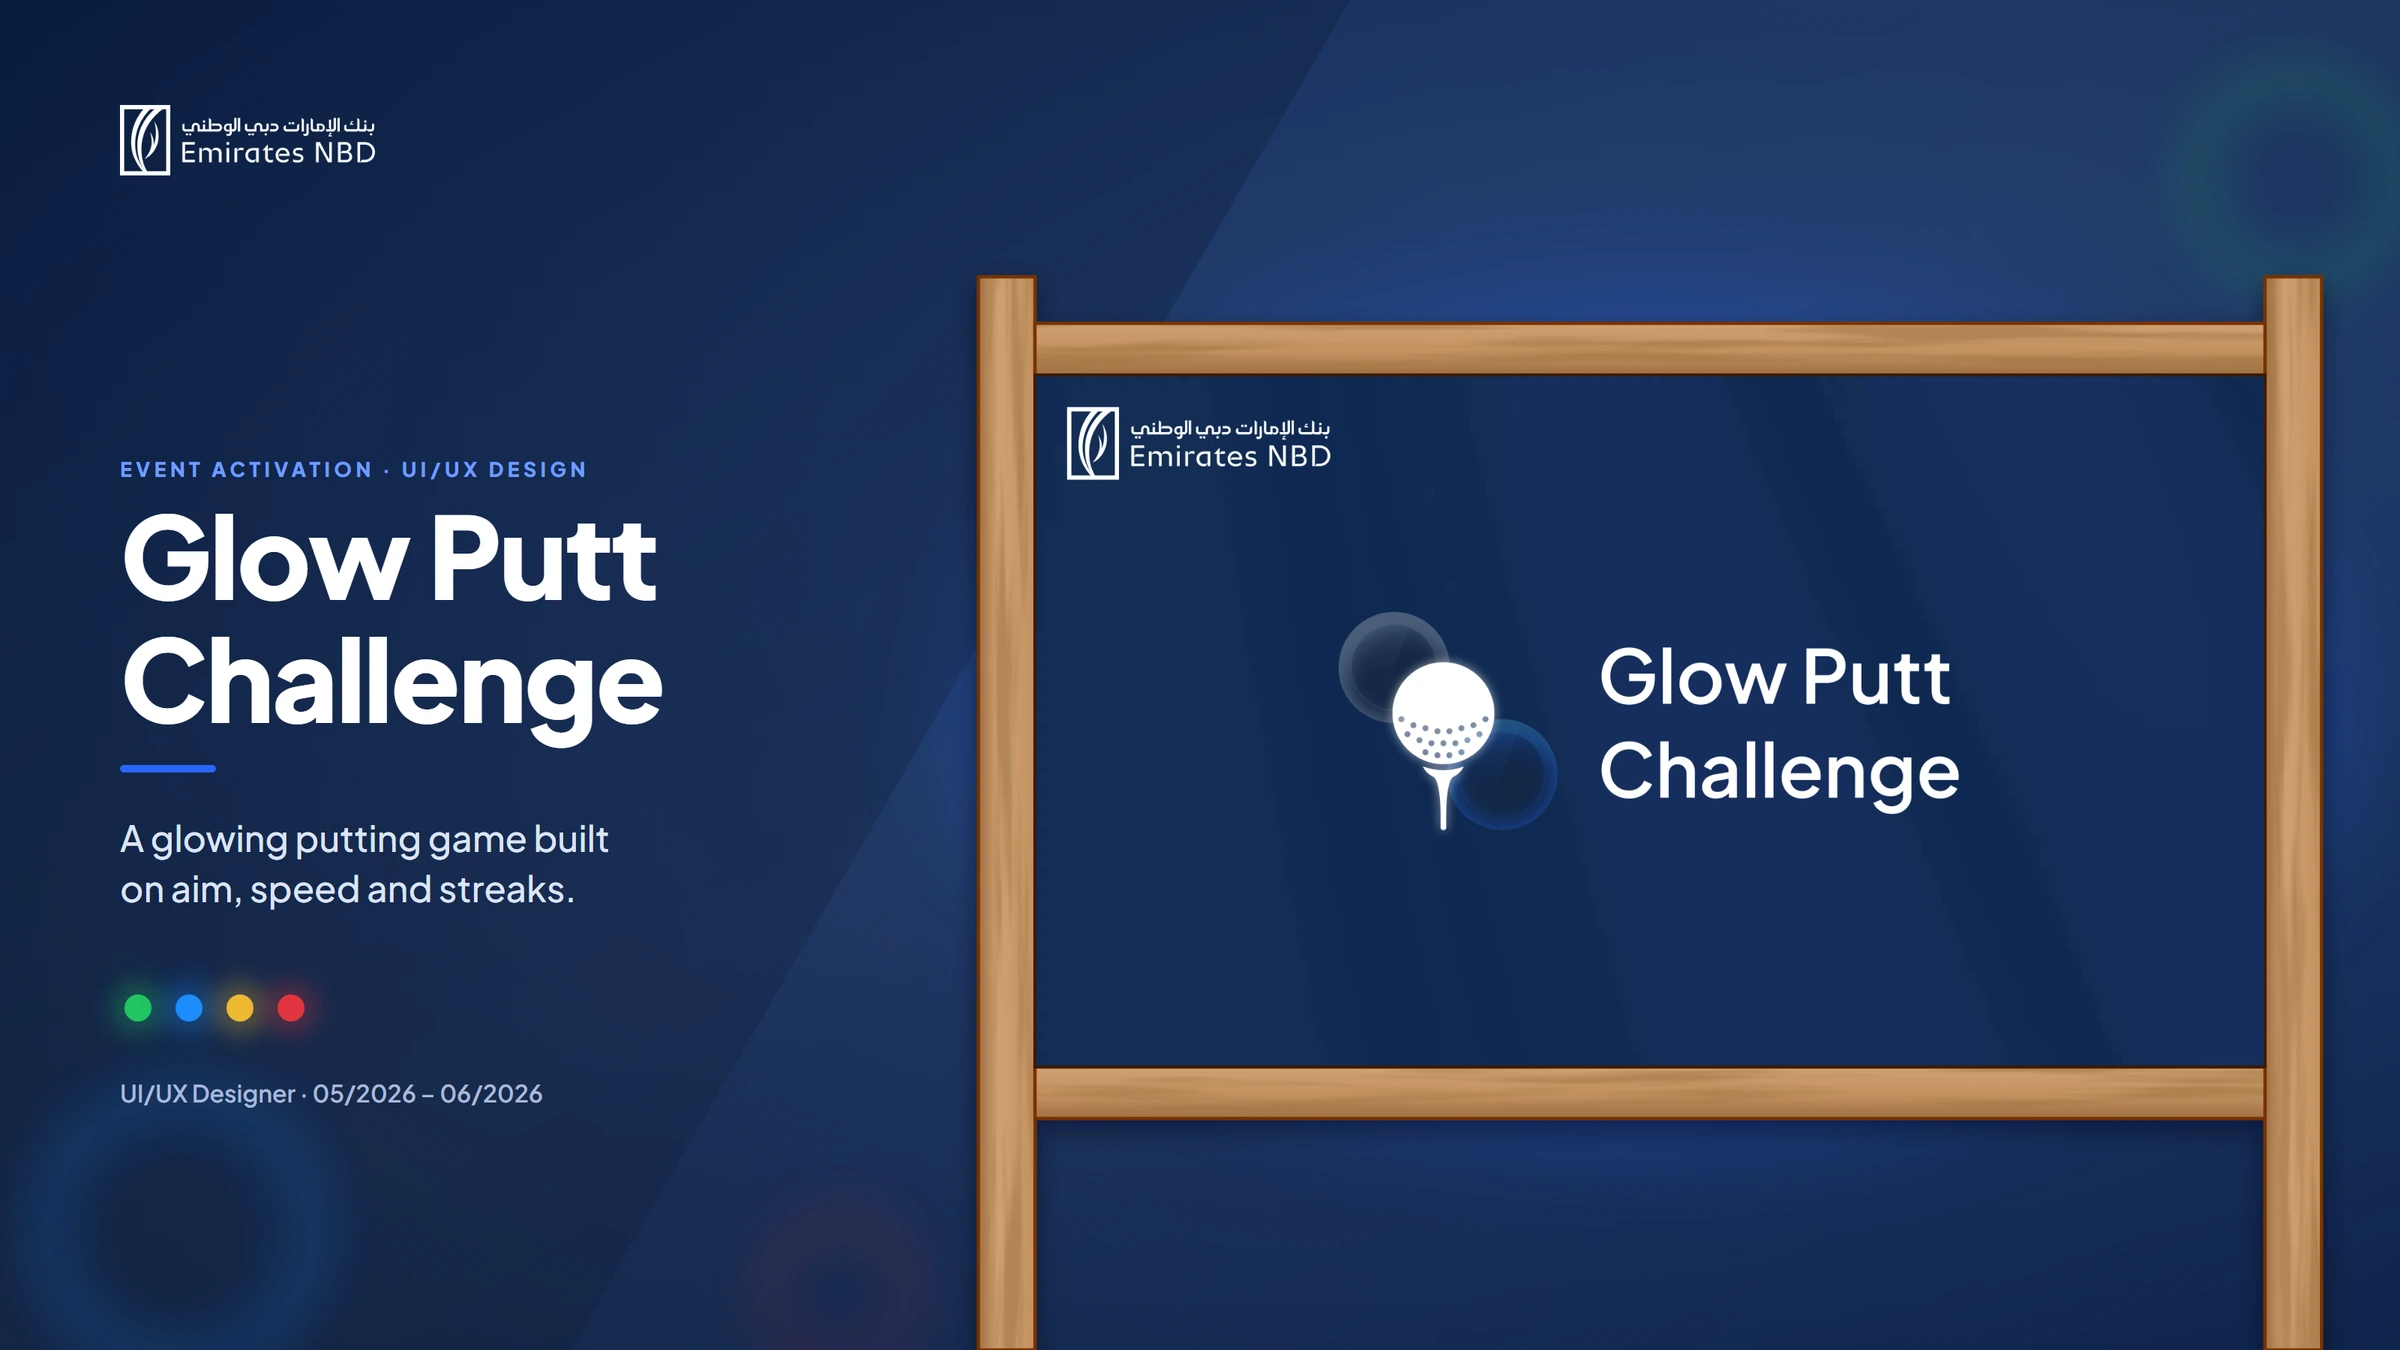 بنك الإمارات دبي الوطني
Emirates NBD
EVENT ACTIVATION · UI/UX DESIGN
Glow Putt
Challenge
A glowing putting game built
on aim, speed and streaks.
UI/UX Designer · 05/2026 – 06/2026
بنك الإمارات دبي الوطني
Emirates NBD
Glow Putt
Challenge